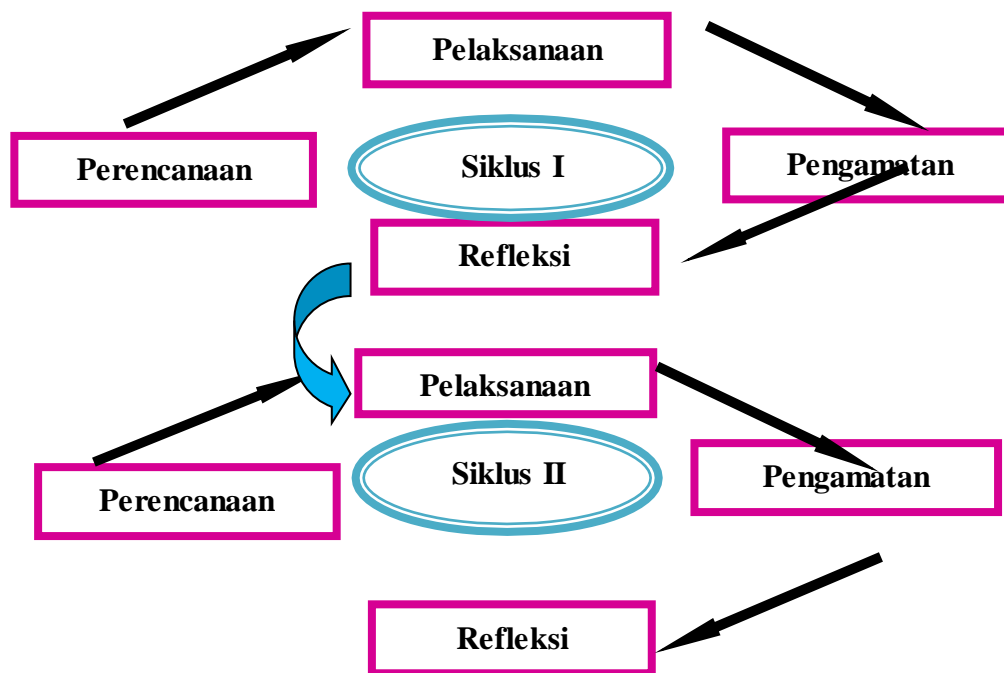 Pelaksanaan
Perencanaan
Siklus I
Pengamatan
Refleksi
Pelaksanaan
Perencanaan
Siklus II
Pengamatan
Refleksi